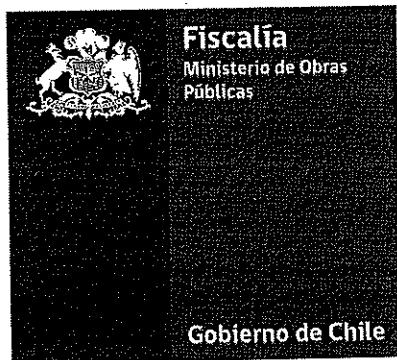 Fiscalía
Ministerio de Obras
Públicas
Gobierno de Chile